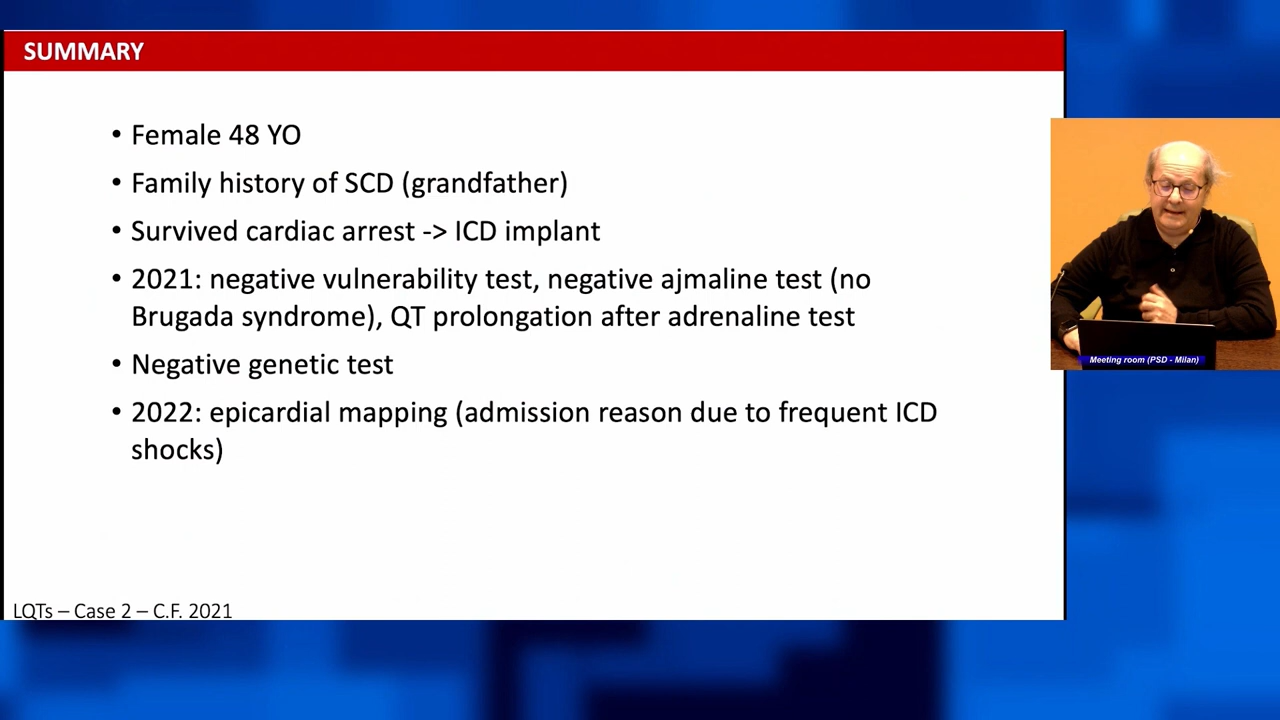 SUMMARY
• Female 48 YO
• Family history of SCD (grandfather)
• Survived cardiac arrest -> ICD implant
• 2021: negative vulnerability test, negative ajmaline test (no
Brugada syndrome), QT prolongation after adrenaline test
• Negative genetic test
• 2022: epicardial mapping (admission reason due to frequent ICD
shocks)
Meeting room (PSD - Milan)
LQTs – Case 2 – C.F. 2021